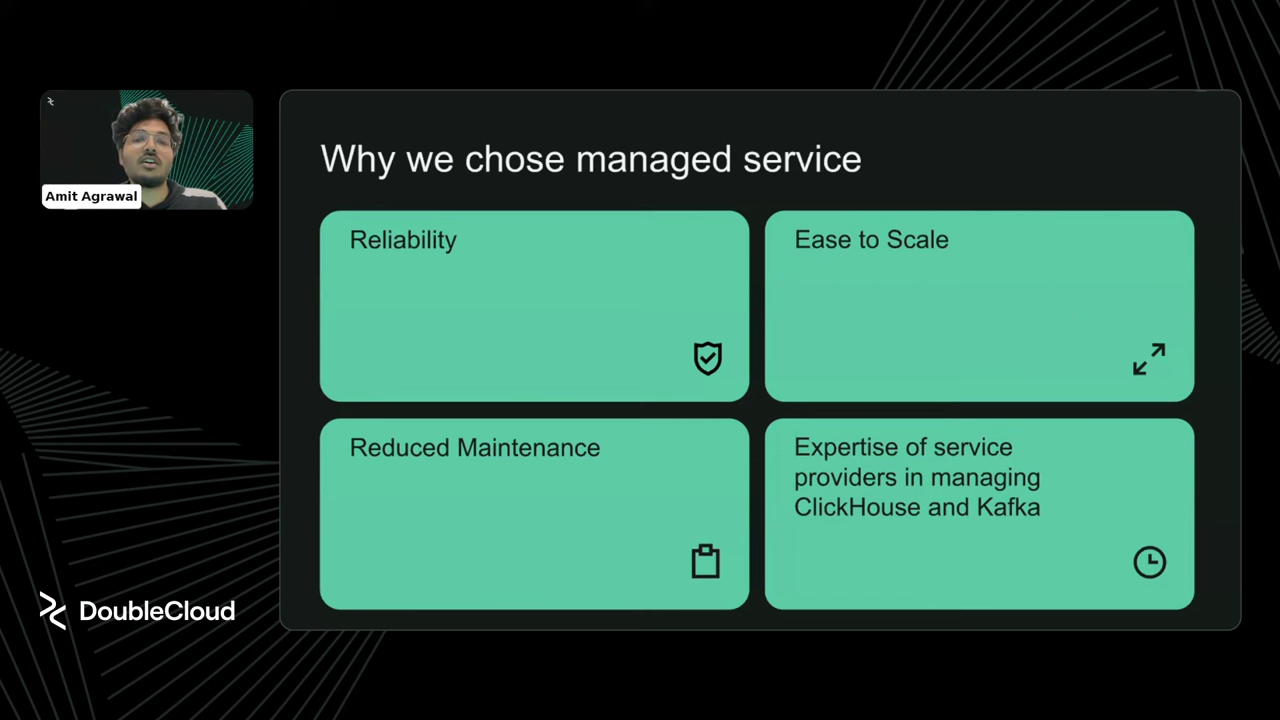 Amit Agrawal
DoubleCloud
Why we chose managed service
Reliability
Ease to Scale
Reduced Maintenance
Expertise of service
providers in managing
ClickHouse and Kafka